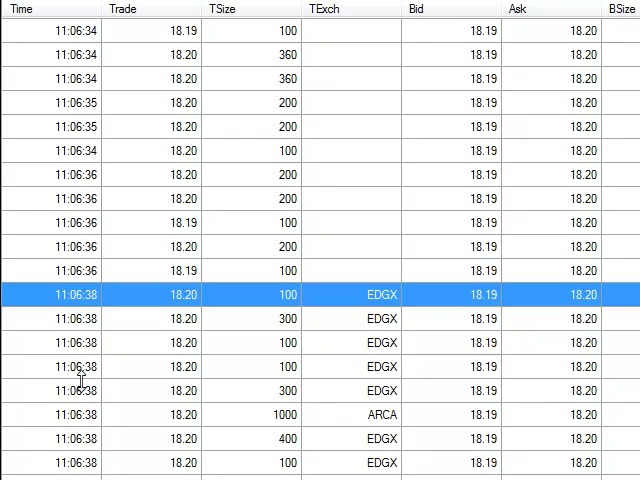 Time Trade TSize TExch Bid Ask BSize
11:06:34 18.19 100 18.19 18.20
11:06:34 18.20 360 18.19 18.20
11:06:34 18.20 360 18.19 18.20
11:06:35 18.20 200 18.19 18.20
11:06:35 18.20 200 18.19 18.20
11:06:34 18.20 100 18.19 18.20
11:06:36 18.20 200 18.19 18.20
11:06:36 18.20 200 18.19 18.20
11:06:36 18.19 100 18.19 18.20
11:06:36 18.20 200 18.19 18.20
11:06:36 18.19 100 18.19 18.20
11:06:38 18.20 100 EDGX 18.19 18.20
11:06:38 18.20 300 EDGX 18.19 18.20
11:06:38 18.20 100 EDGX 18.19 18.20
11:06:38 18.20 100 EDGX 18.19 18.20
11:06:38 18.20 300 EDGX 18.19 18.20
11:06:38 18.20 1000 ARCA 18.19 18.20
11:06:38 18.20 400 EDGX 18.19 18.20
11:06:38 18.20 100 EDGX 18.19 18.20